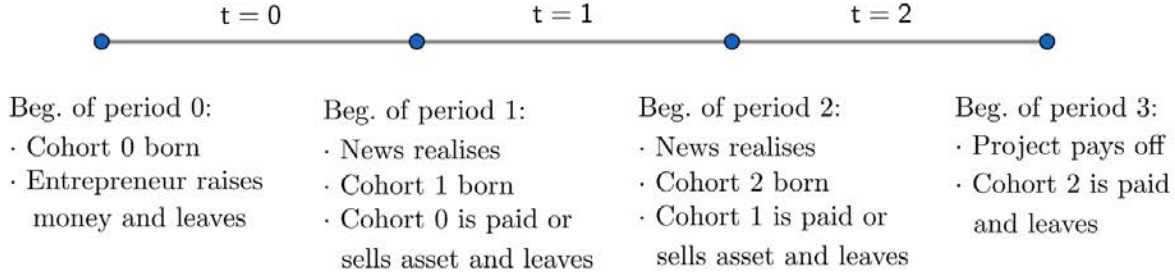 t = 0
t = 1
t = 2
Beg. of period 0:
· Cohort 0 born
· Entrepreneur raises
money and leaves
Beg. of period 1:
· News realises
· Cohort 1 born
· Cohort 0 is paid or
sells asset and leaves
Beg. of period 2:
· News realises
· Cohort 2 born
· Cohort 1 is paid or
sells asset and leaves
Beg. of period 3:
· Project pays off
· Cohort 2 is paid
and leaves